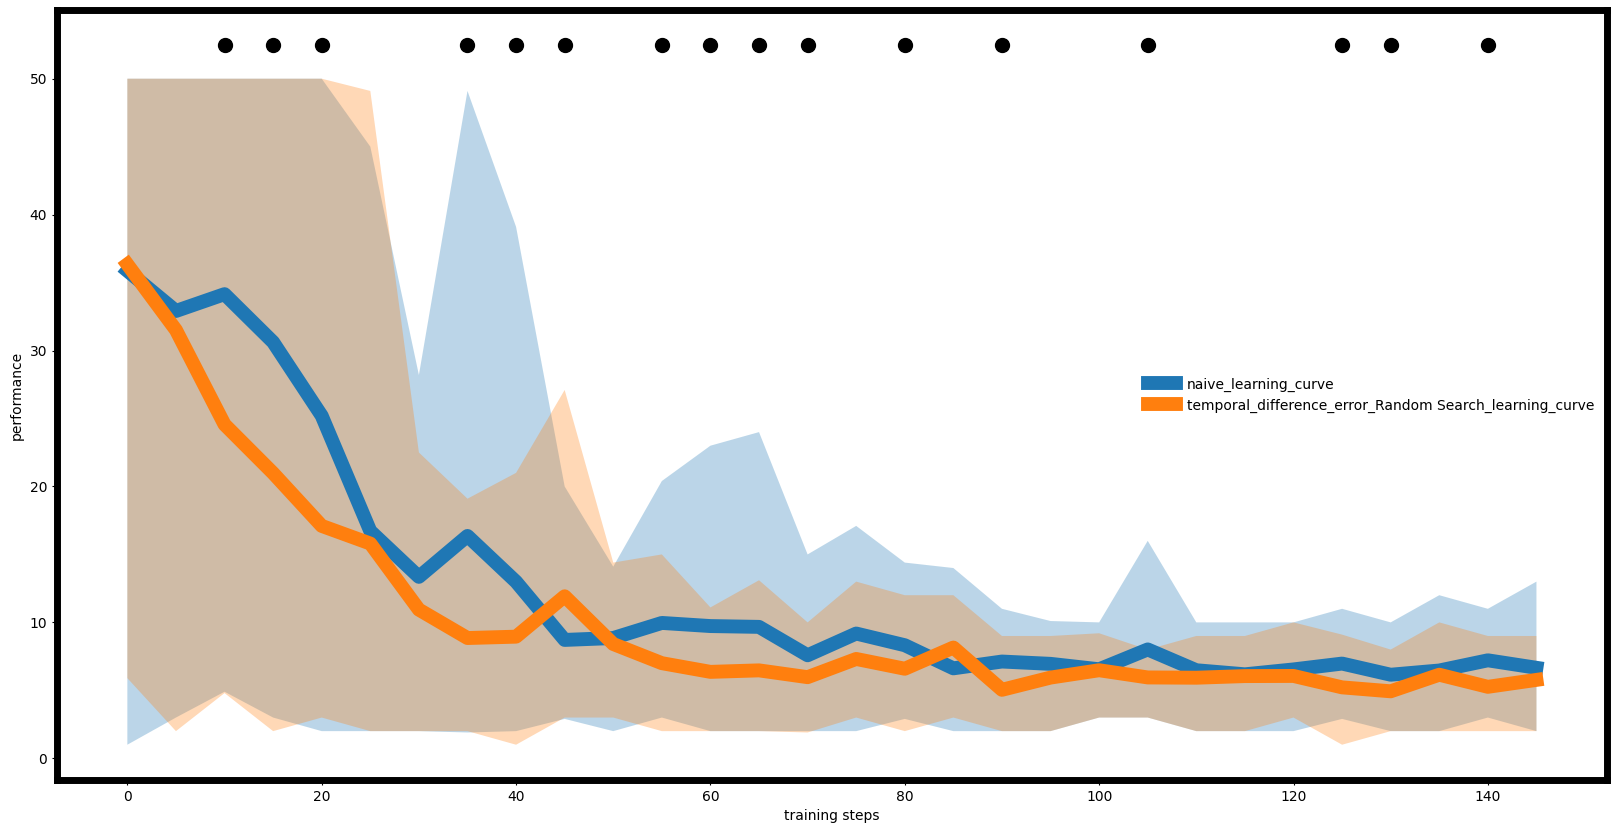 50
40
30
20
10
0
performance
naive_learning_curve
temporal_difference_error_Random Search_learning_curve
0 20 40 60 80 100 120 140
training steps